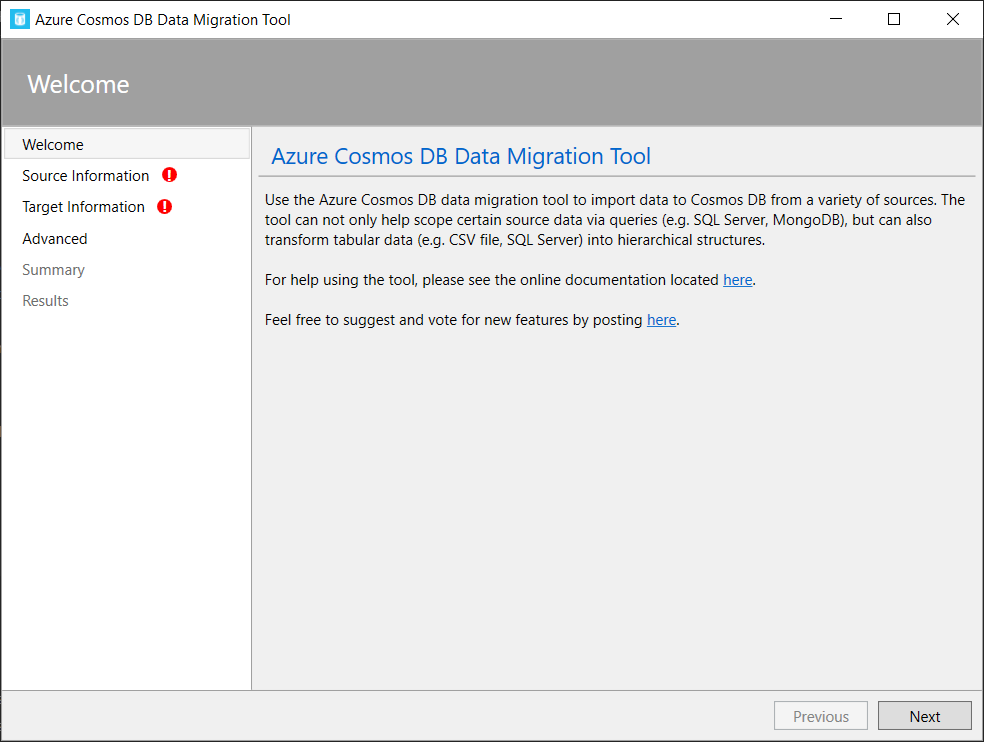 Azure Cosmos DB Data Migration Tool
Welcome
Welcome
Source Information
Target Information
Advanced
Summary
Results
Azure Cosmos DB Data Migration Tool
Use the Azure Cosmos DB data migration tool to import data to Cosmos DB from a variety of sources. The
tool can not only help scope certain source data via queries (e.g. SQL Server, MongoDB), but can also
transform tabular data (e.g. CSV file, SQL Server) into hierarchical structures.
For help using the tool, please see the online documentation located here.
Feel free to suggest and vote for new features by posting here.
Previous
Next